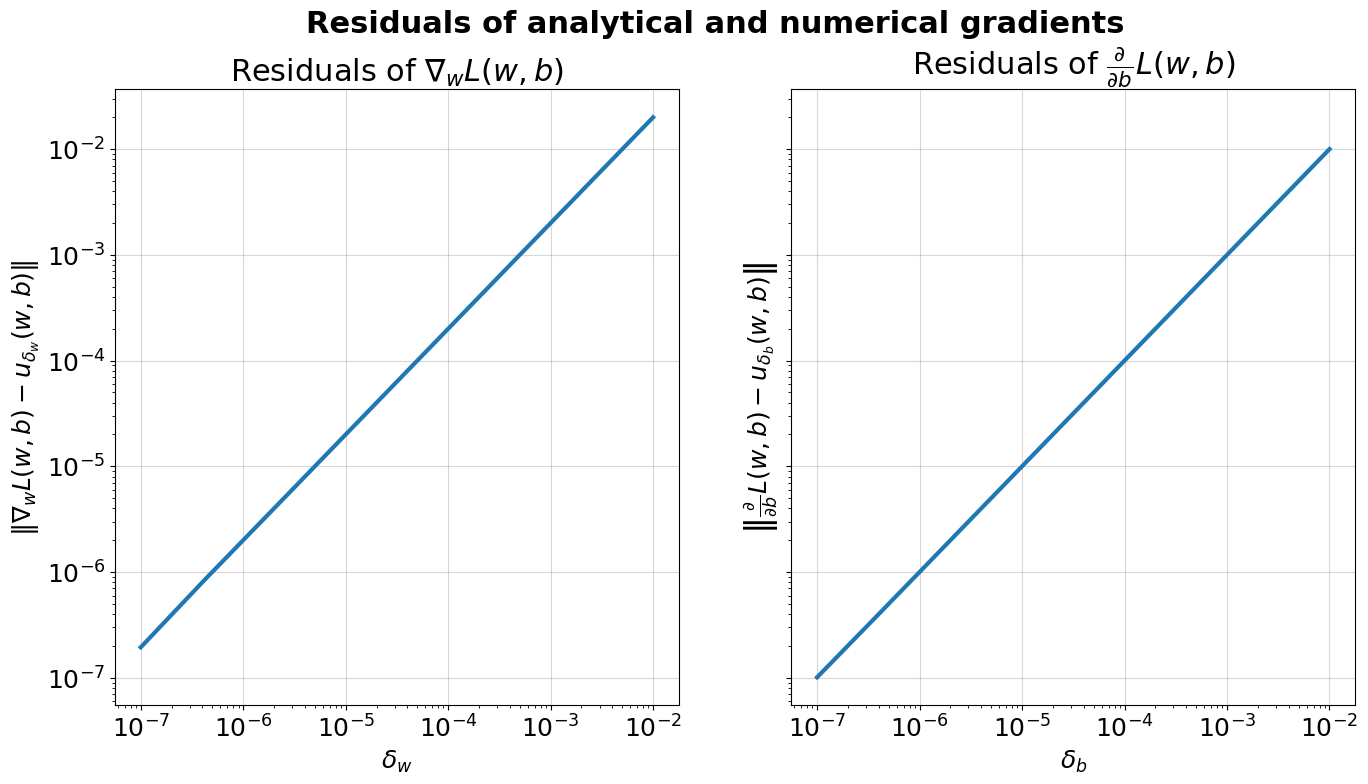 Residuals of analytical and numerical gradients
Residuals of ∇_w L(w, b)
Residuals of ∂/∂b L(w, b)
‖∇_w L(w, b) − u_{δ_w}(w, b)‖
10⁻²
10⁻³
10⁻⁴
10⁻⁵
10⁻⁶
10⁻⁷
10⁻⁷ 10⁻⁶ 10⁻⁵ 10⁻⁴ 10⁻³ 10⁻²
δ_w
‖∂/∂b L(w, b) − u_{δ_b}(w, b)‖
10⁻⁷ 10⁻⁶ 10⁻⁵ 10⁻⁴ 10⁻³ 10⁻²
δ_b